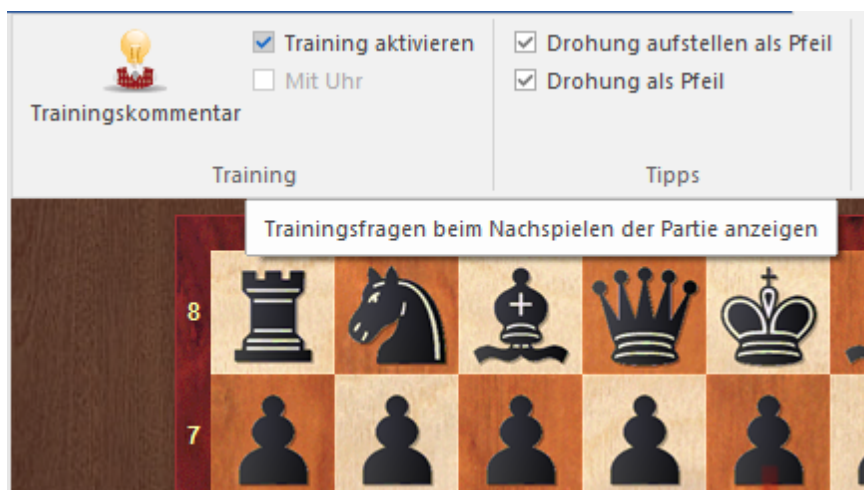 Training aktivieren
Mit Uhr
Trainingskommentar
Training
Drohung aufstellen als Pfeil
Drohung als Pfeil
Tipps
Trainingsfragen beim Nachspielen der Partie anzeigen
8
7